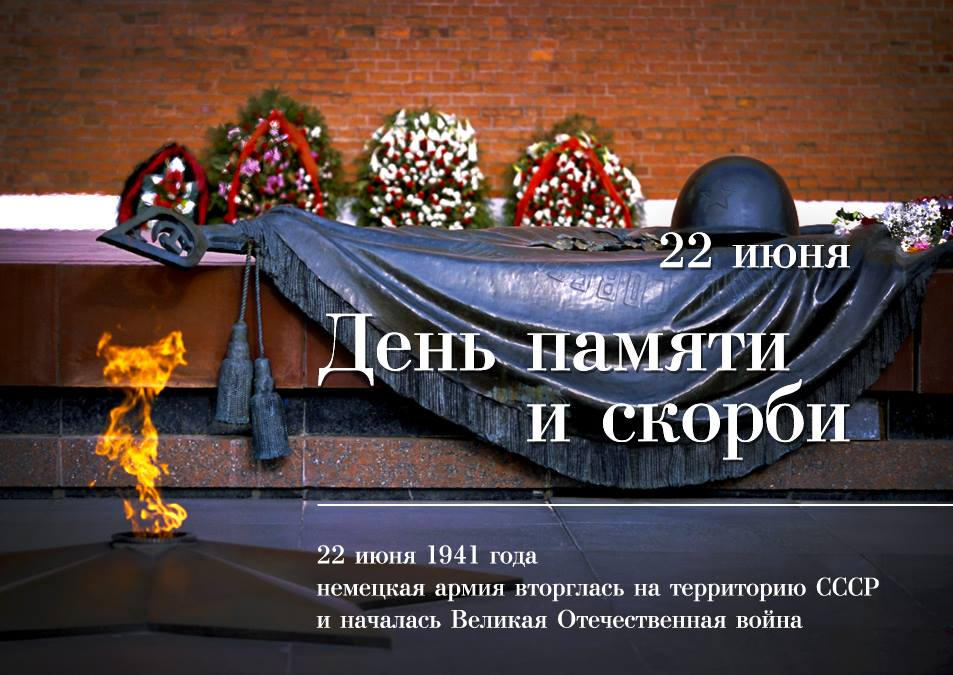 22 июня
День памяти
и скорби
22 июня 1941 года
немецкая армия вторглась на территорию СССР
и началась Великая Отечественная война